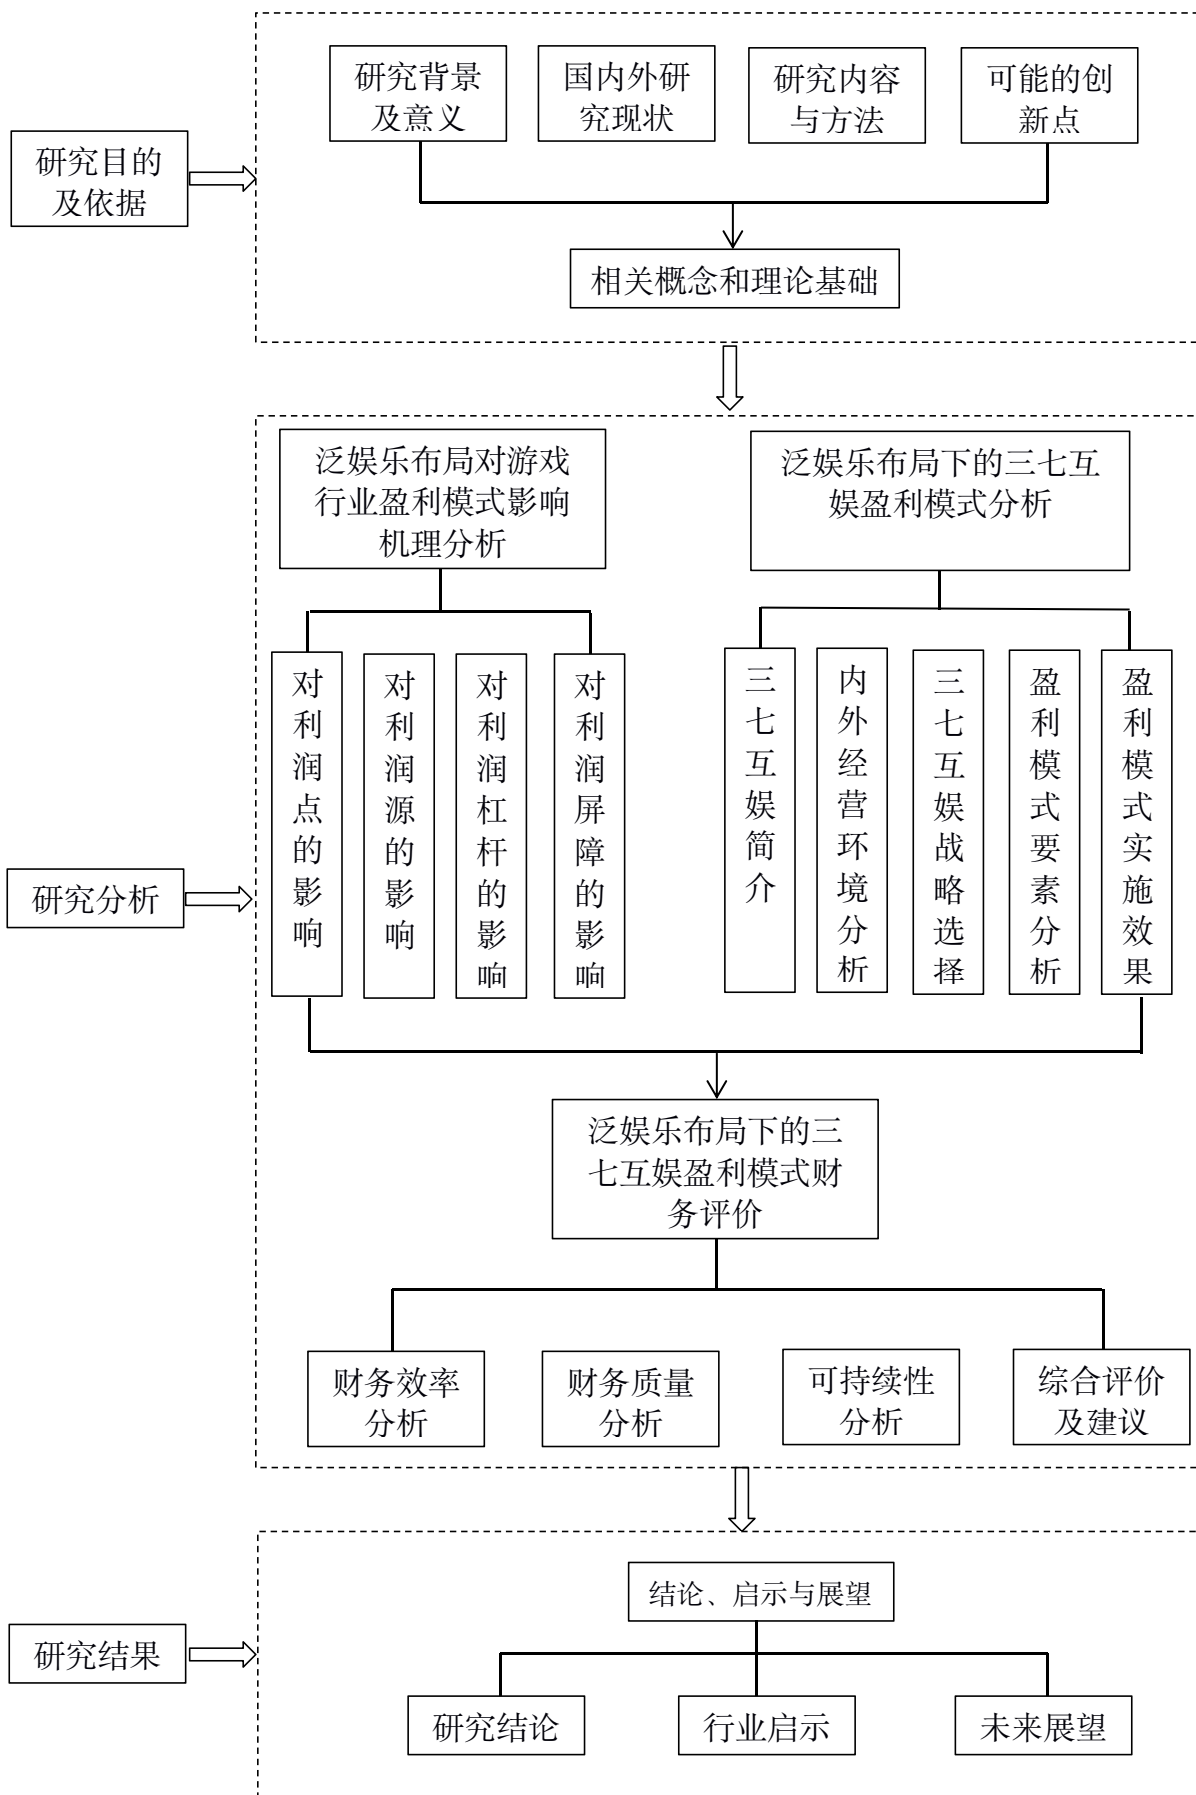 研究背景
及意义
国内外研
究现状
研究内容
与方法
可能的创
新点
研究目的
及依据
相关概念和理论基础
泛娱乐布局对游戏
行业盈利模式影响
机理分析
泛娱乐布局下的三七互
娱盈利模式分析
对利润点的影响
对利润源的影响
对利润杠杆的影响
对利润屏障的影响
三七互娱简介
内外经营环境分析
三七互娱战略选择
盈利模式要素分析
盈利模式实施效果
研究分析
泛娱乐布局下的三
七互娱盈利模式财
务评价
财务效率
分析
财务质量
分析
可持续性
分析
综合评价
及建议
结论、启示与展望
研究结果
研究结论
行业启示
未来展望